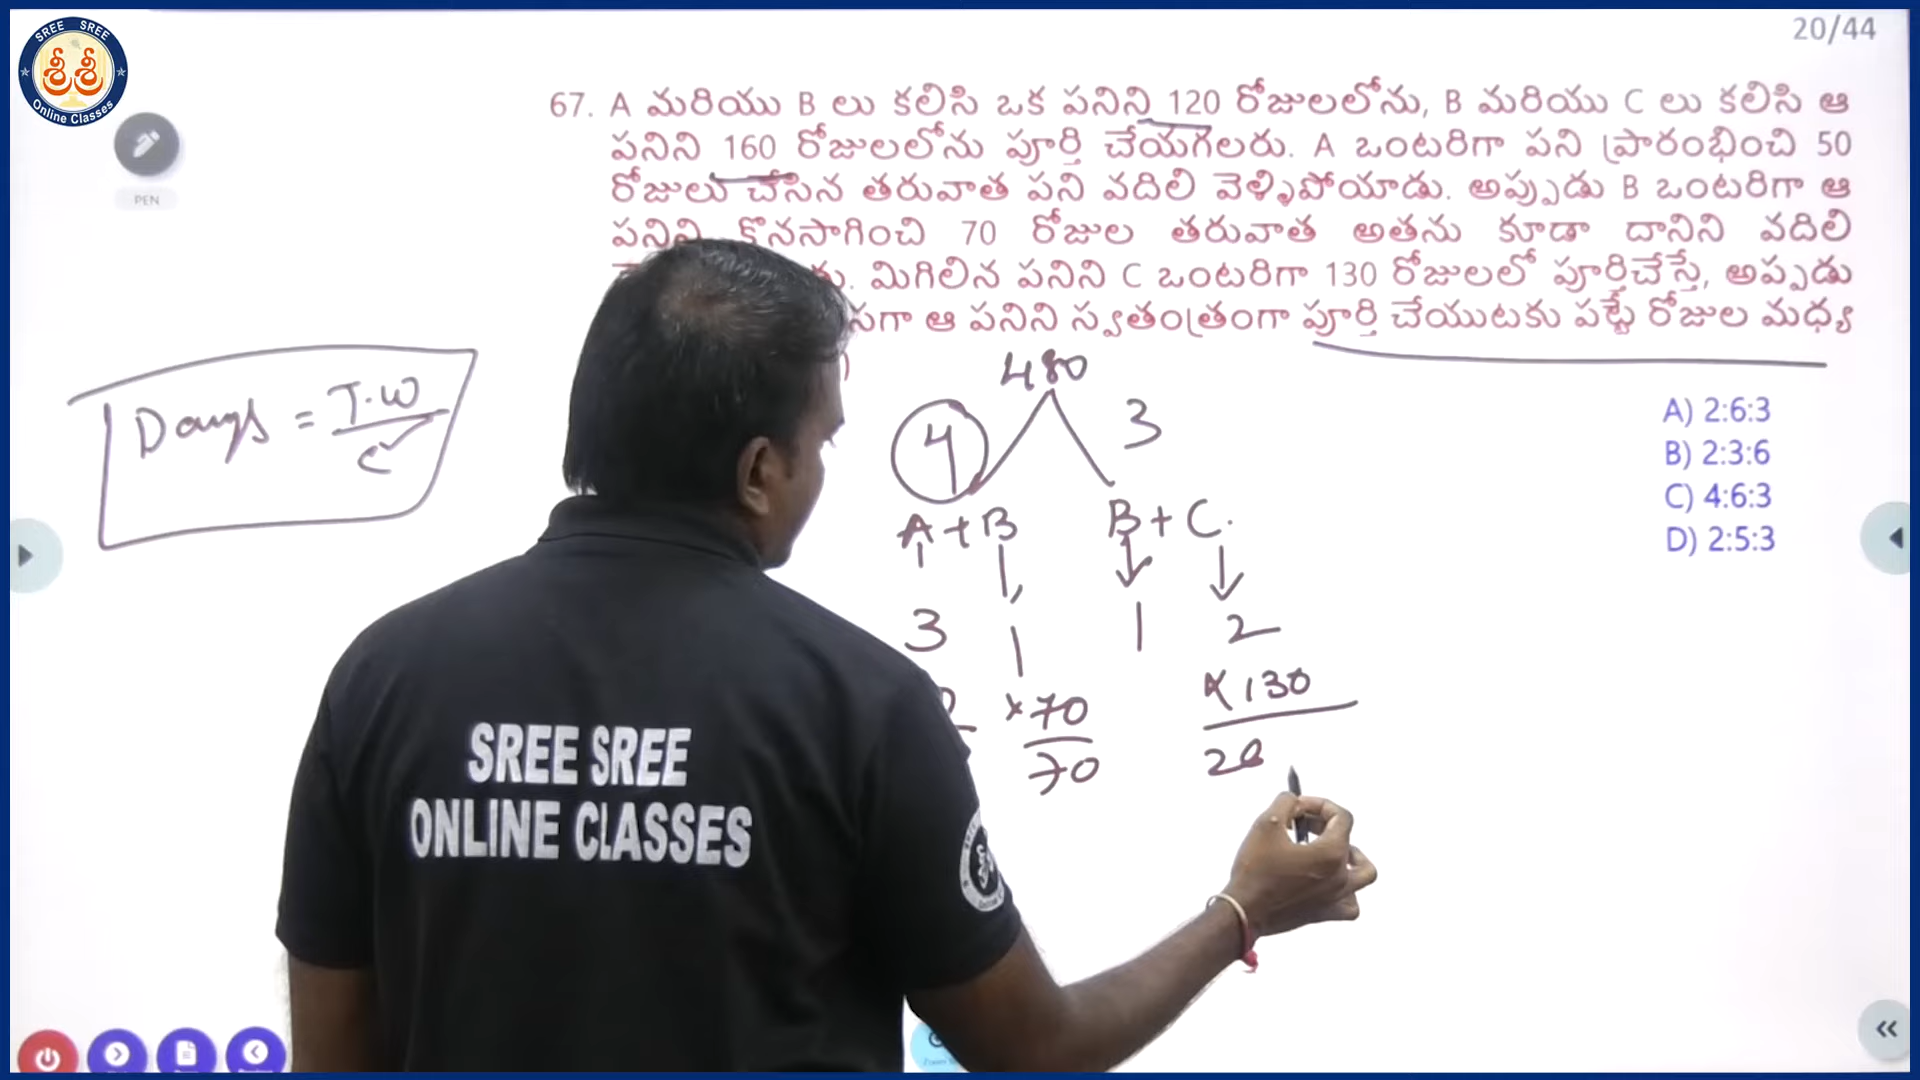 SREE SREE
శ్రీ శ్రీ
Online Classes
20/44
PEN
67. A మరియు B లు కలిసి ఒక పనిని 120 రోజులలోను, B మరియు C లు కలిసి ఆ
పనిని 160 రోజులలోను పూర్తి చేయగలరు. A ఒంటరిగా పని ప్రారంభించి 50
రోజులు చేసిన తరువాత పని వదిలి వెళ్ళిపోయాడు. అప్పుడు B ఒంటరిగా ఆ
పనిని కొనసాగించి 70 రోజుల తరువాత అతను కూడా దానిని వదిలి
మిగిలిన పనిని C ఒంటరిగా 130 రోజులలో పూర్తిచేస్తే, అప్పుడు
ఆ పనిని స్వతంత్రంగా పూర్తి చేయుటకు పట్టే రోజుల మధ్య
A) 2:6:3
B) 2:3:6
C) 4:6:3
D) 2:5:3
Days = T.W
C
480
4 3
A + B B + C.
3 1 1 2
×70 ×130
70 26
SREE SREE
ONLINE CLASSES